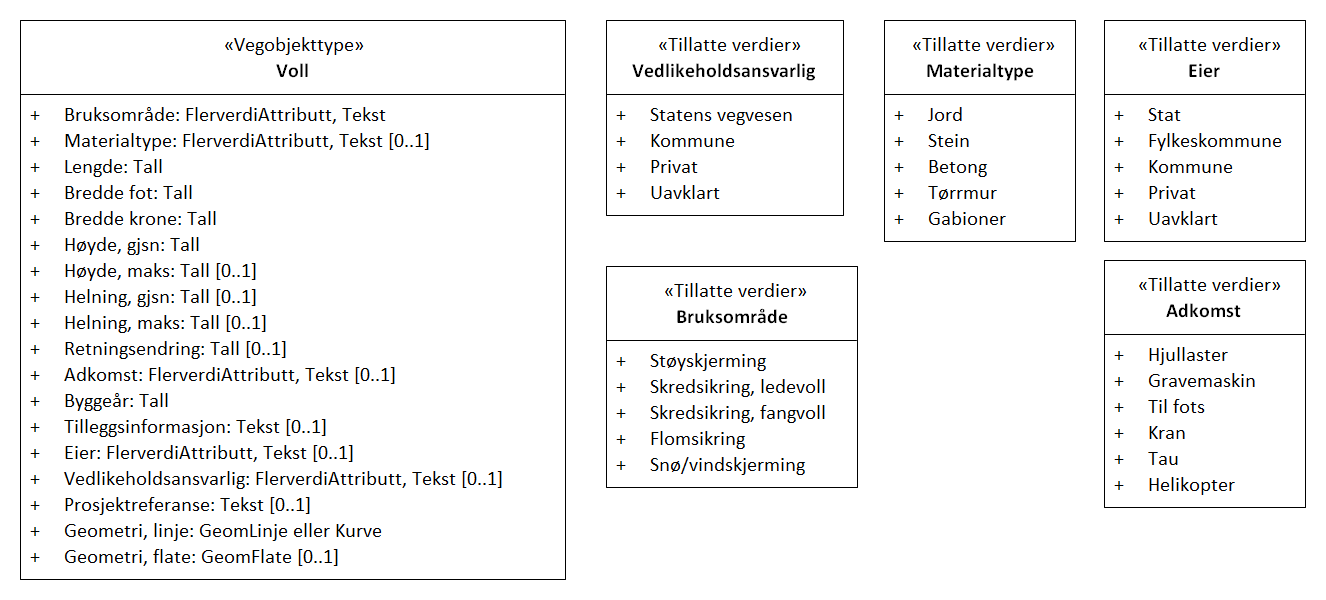 «Vegobjekttype»
Voll
+ Bruksområde: FlerverdiAttributt, Tekst
+ Materialtype: FlerverdiAttributt, Tekst [0..1]
+ Lengde: Tall
+ Bredde fot: Tall
+ Bredde krone: Tall
+ Høyde, gjsn: Tall
+ Høyde, maks: Tall [0..1]
+ Helning, gjsn: Tall [0..1]
+ Helning, maks: Tall [0..1]
+ Retningsendring: Tall [0..1]
+ Adkomst: FlerverdiAttributt, Tekst [0..1]
+ Byggeår: Tall
+ Tilleggsinformasjon: Tekst [0..1]
+ Eier: FlerverdiAttributt, Tekst [0..1]
+ Vedlikeholdsansvarlig: FlerverdiAttributt, Tekst [0..1]
+ Prosjektreferanse: Tekst [0..1]
+ Geometri, linje: GeomLinje eller Kurve
+ Geometri, flate: GeomFlate [0..1]
«Tillatte verdier»
Vedlikeholdsansvarlig
+ Statens vegvesen
+ Kommune
+ Privat
+ Uavklart
«Tillatte verdier»
Materialtype
+ Jord
+ Stein
+ Betong
+ Tørrmur
+ Gabioner
«Tillatte verdier»
Eier
+ Stat
+ Fylkeskommune
+ Kommune
+ Privat
+ Uavklart
«Tillatte verdier»
Bruksområde
+ Støyskjerming
+ Skredsikring, ledevoll
+ Skredsikring, fangvoll
+ Flomsikring
+ Snø/vindskjerming
«Tillatte verdier»
Adkomst
+ Hjullaster
+ Gravemaskin
+ Til fots
+ Kran
+ Tau
+ Helikopter